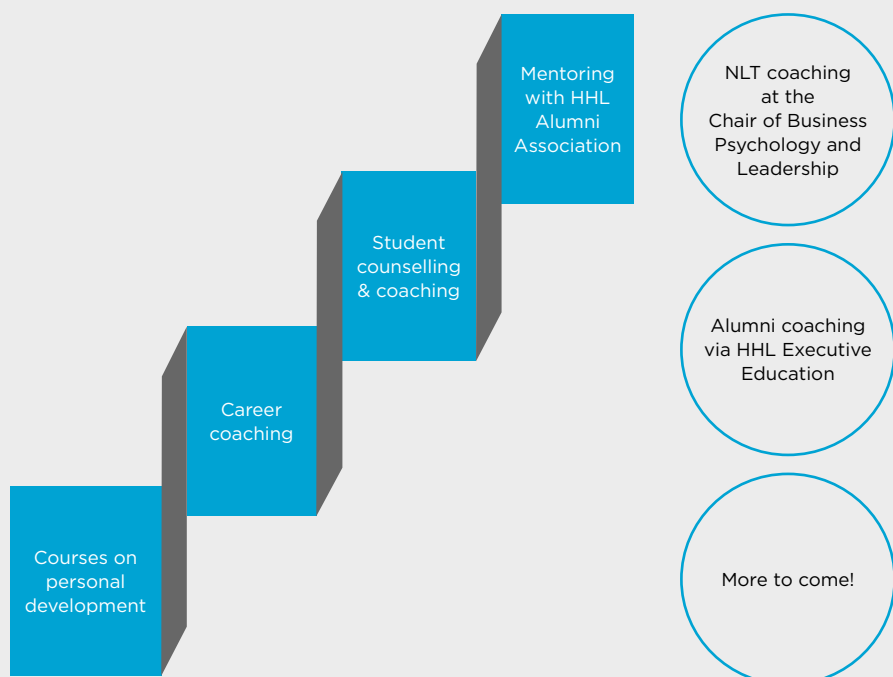 Mentoring
with HHL
Alumni
Association
Student
counselling
& coaching
Career
coaching
Courses on
personal
development
NLT coaching
at the
Chair of Business
Psychology and
Leadership
Alumni coaching
via HHL Executive
Education
More to come!